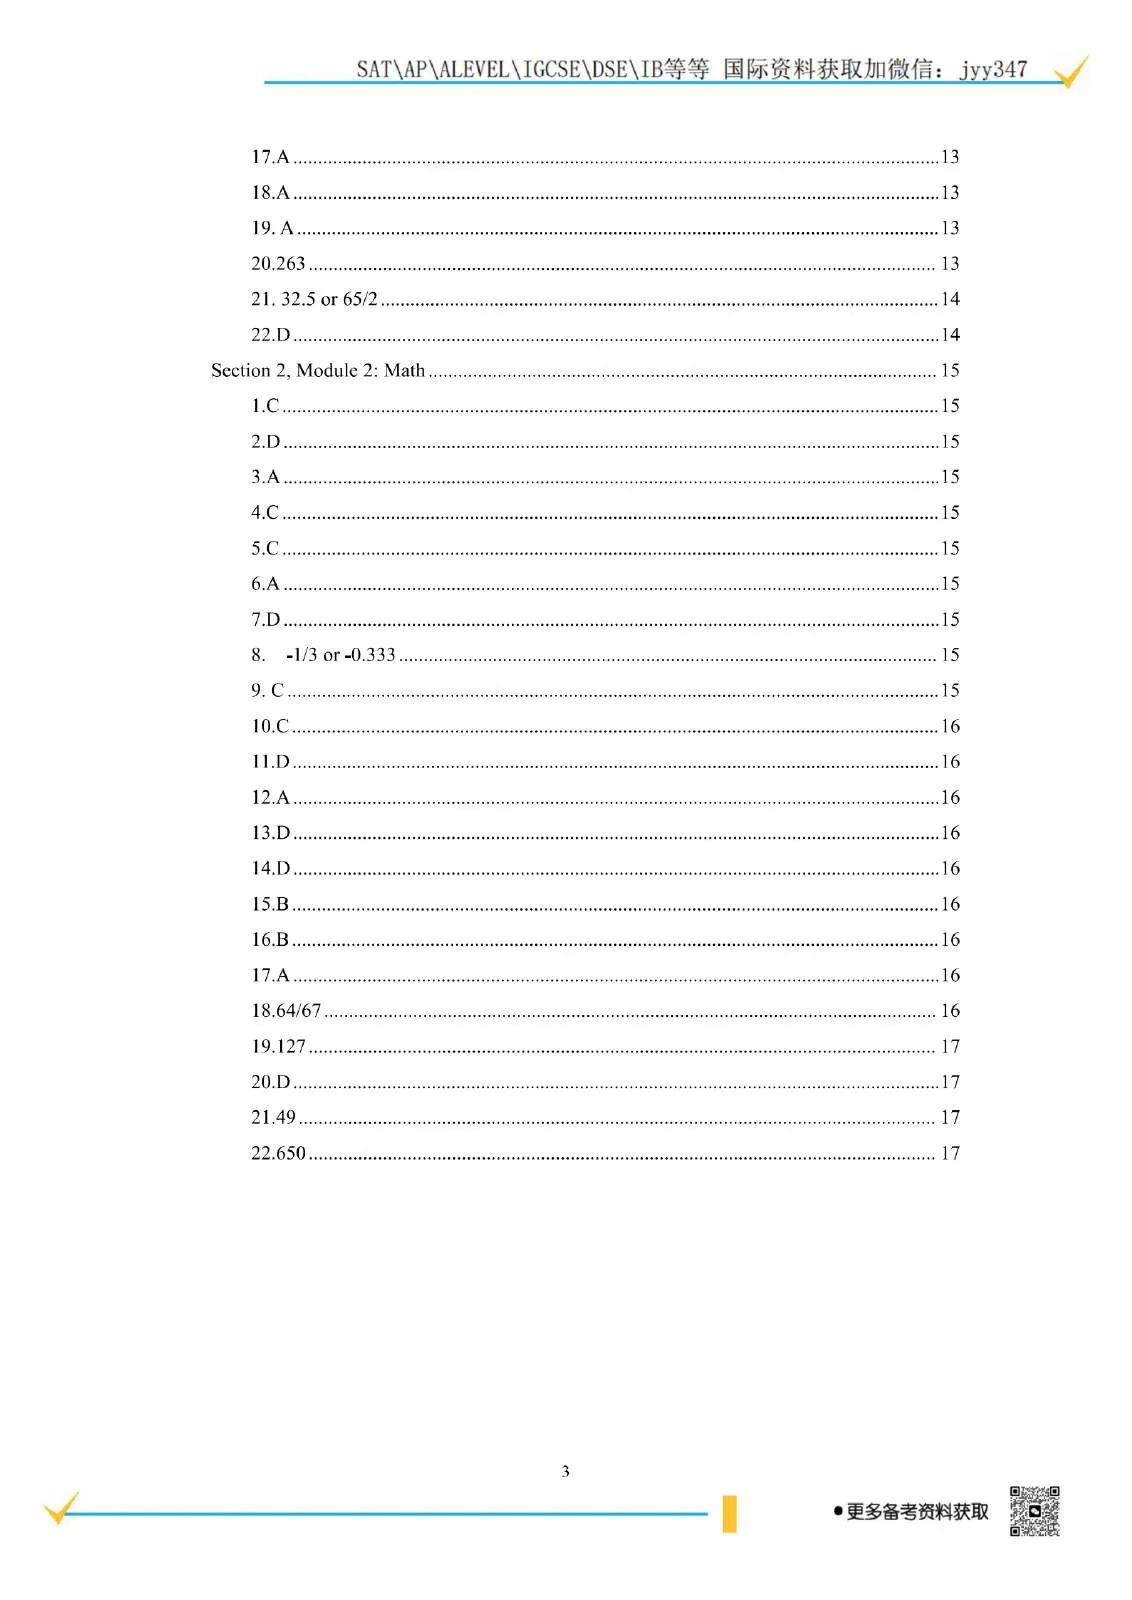 SAT\AP\ALEVEL\IGCSE\DSE\IB等等 国际资料获取加微信：jyy347
17.A 13
18.A 13
19. A 13
20.263 13
21. 32.5 or 65/2 14
22.D 14
Section 2, Module 2: Math 15
1.C 15
2.D 15
3.A 15
4.C 15
5.C 15
6.A 15
7.D 15
8. -1/3 or -0.333 15
9. C 15
10.C 16
11.D 16
12.A 16
13.D 16
14.D 16
15.B 16
16.B 16
17.A 16
18.64/67 16
19.127 17
20.D 17
21.49 17
22.650 17
3
•更多备考资料获取